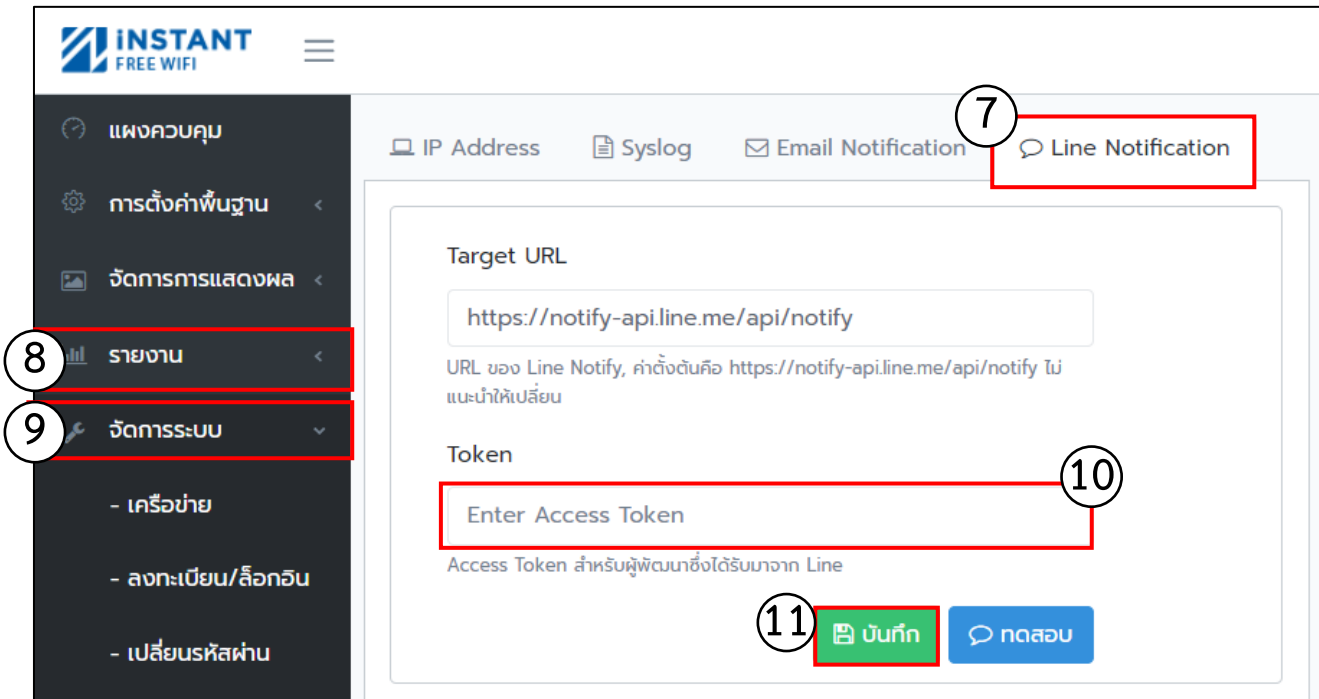 iNSTANT
FREE WIFI
แผงควบคุม
การตั้งค่าพื้นฐาน
จัดการการแสดงผล
8
รายงาน
9
จัดการระบบ
- เครือข่าย
- ลงทะเบียน/ล็อกอิน
- เปลี่ยนรหัสผ่าน
IP Address
Syslog
Email Notification
7
Line Notification
Target URL
https://notify-api.line.me/api/notify
URL ของ Line Notify, ค่าตั้งต้นคือ https://notify-api.line.me/api/notify ไม่
แนะนำให้เปลี่ยน
Token
10
Enter Access Token
Access Token สำหรับผู้พัฒนาซึ่งได้รับมาจาก Line
11
บันทึก
ทดสอบ